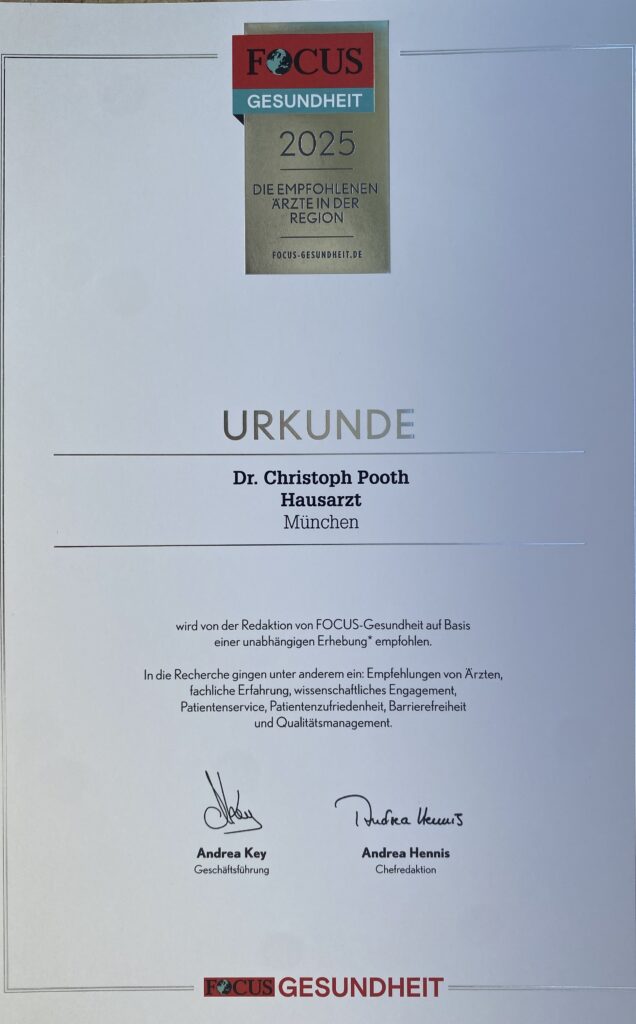 FOCUS
GESUNDHEIT
2025
DIE EMPFOHLENEN
ÄRZTE IN DER
REGION
FOCUS-GESUNDHEIT.DE
URKUNDE
Dr. Christoph Pooth
Hausarzt
München
wird von der Redaktion von FOCUS-Gesundheit auf Basis
einer unabhängigen Erhebung* empfohlen.
In die Recherche gingen unter anderem ein: Empfehlungen von Ärzten,
fachliche Erfahrung, wissenschaftliches Engagement,
Patientenservice, Patientenzufriedenheit, Barrierefreiheit
und Qualitätsmanagement.
Andrea Hennis
Andrea Key
Geschäftsführung
Andrea Hennis
Chefredaktion
FOCUS GESUNDHEIT